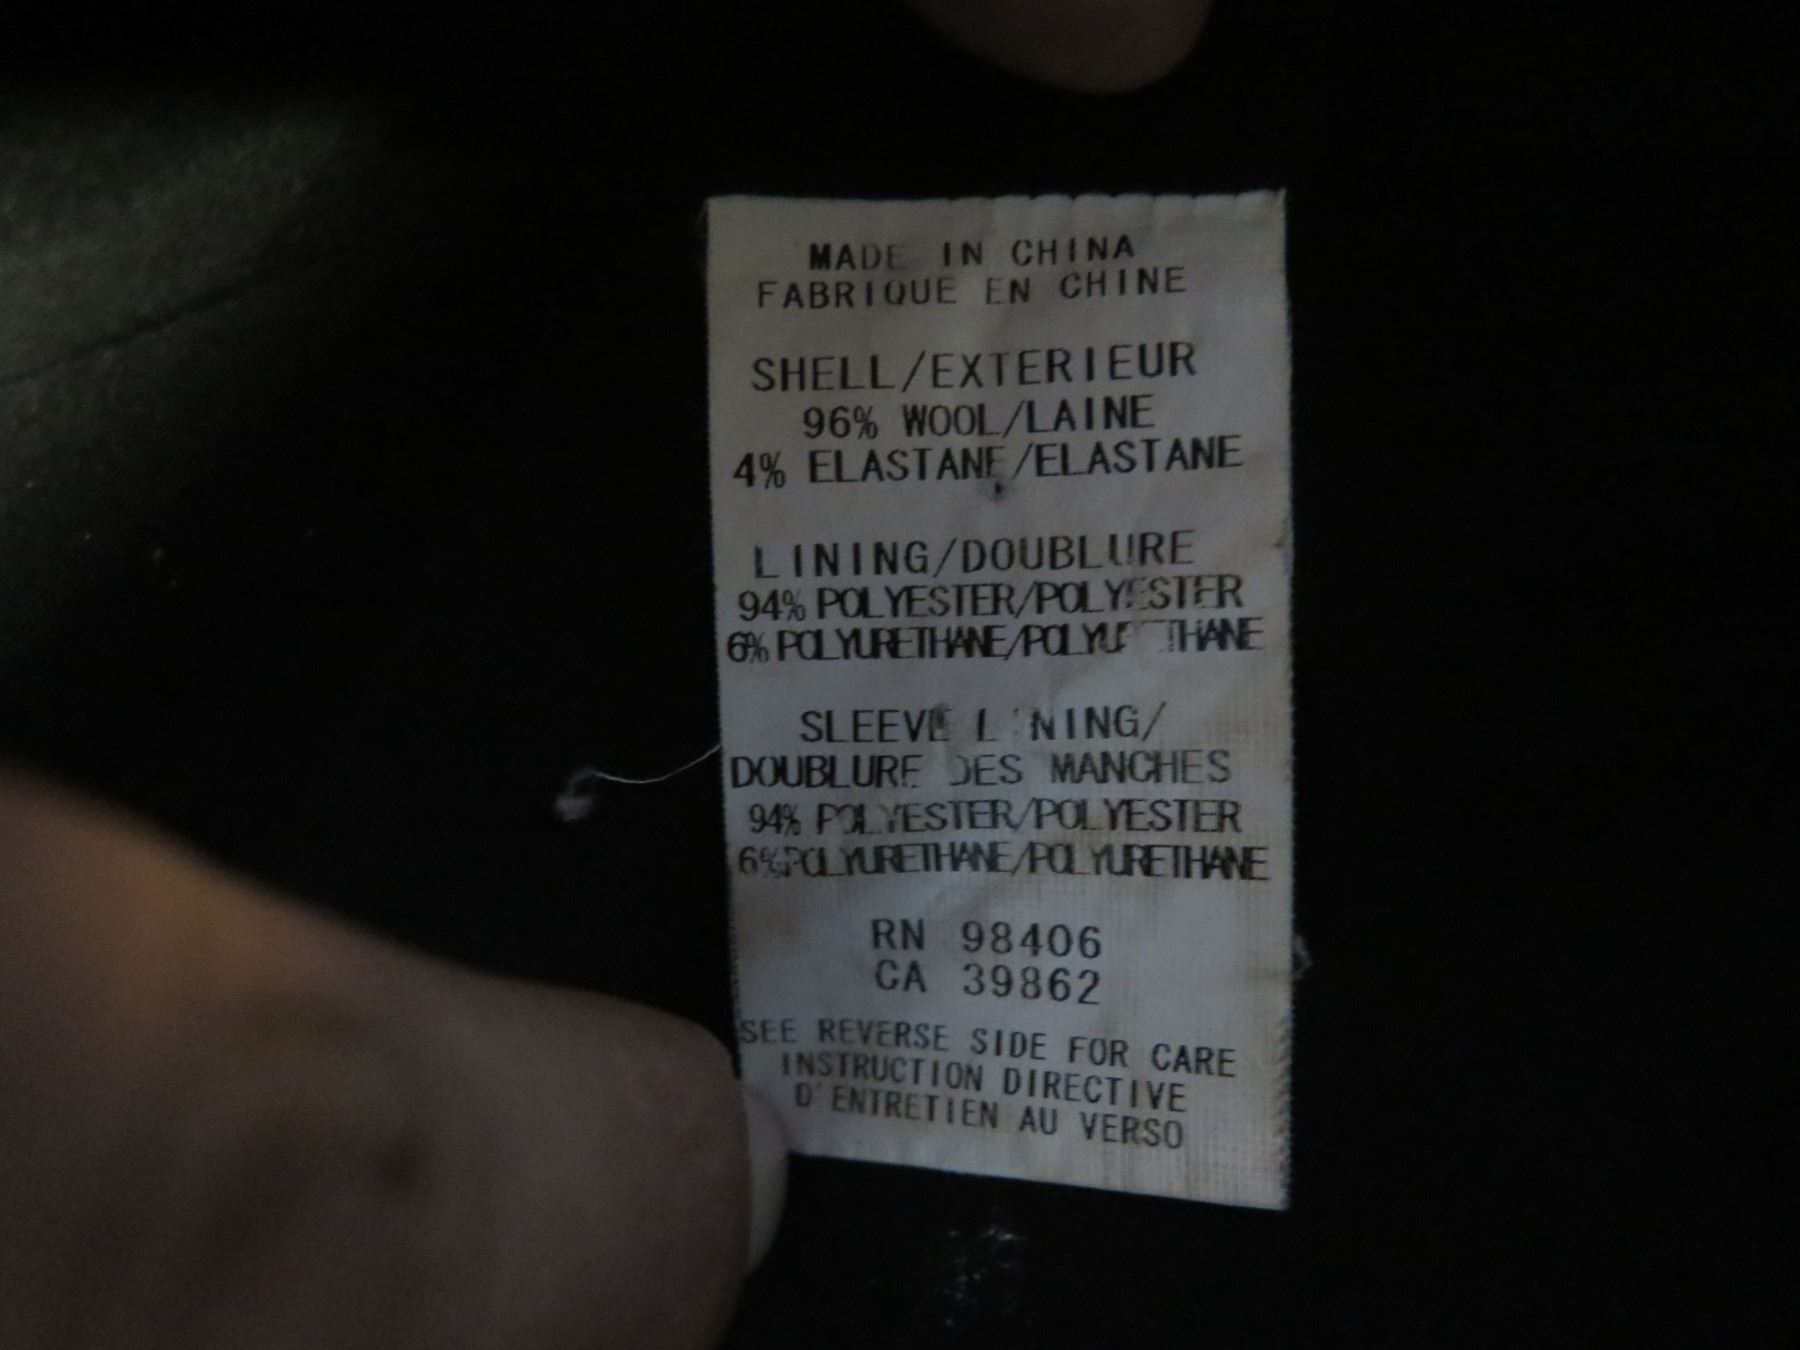 MADE IN CHINA
FABRIQUE EN CHINE
SHELL/EXTERIEUR
96% WOOL/LAINE
4% ELASTANE/ELASTANE
LINING/DOUBLURE
94% POLYESTER/POLYESTER
6% POLYURETHANE/POLYURETHANE
SLEEVE LINING/
DOUBLURE DES MANCHES
94% POLYESTER/POLYESTER
6% POLYURETHANE/POLYURETHANE
RN 98406
CA 39862
SEE REVERSE SIDE FOR CARE
INSTRUCTION DIRECTIVE
D'ENTRETIEN AU VERSO